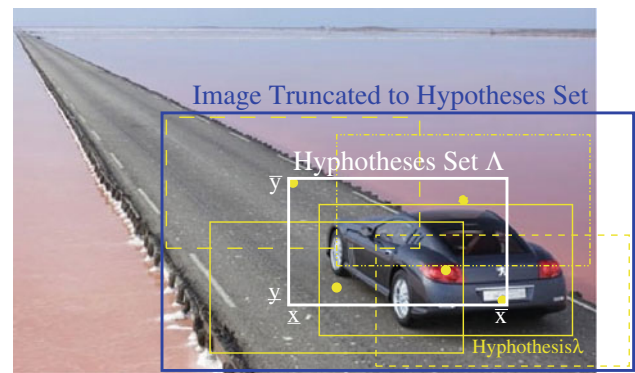 Image Truncated to Hypotheses Set
Hyphotheses Set Λ
y̅
y̲
x̲
x̅
Hyphothesisλ